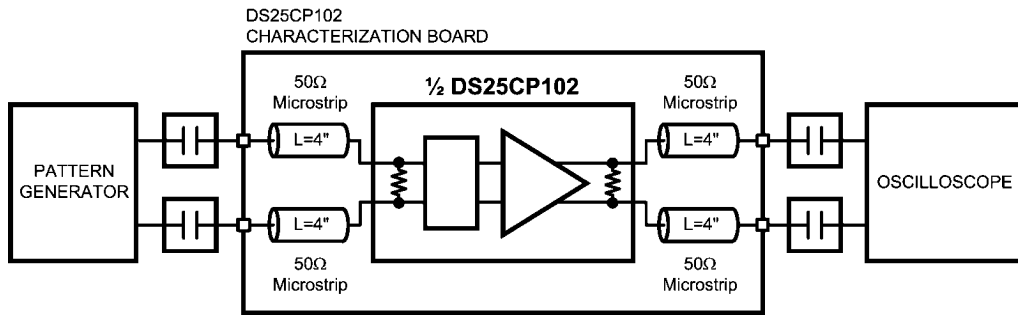 DS25CP102
CHARACTERIZATION BOARD
50Ω
Microstrip
½ DS25CP102
50Ω
Microstrip
L=4"
L=4"
PATTERN
GENERATOR
OSCILLOSCOPE
L=4"
L=4"
50Ω
Microstrip
50Ω
Microstrip